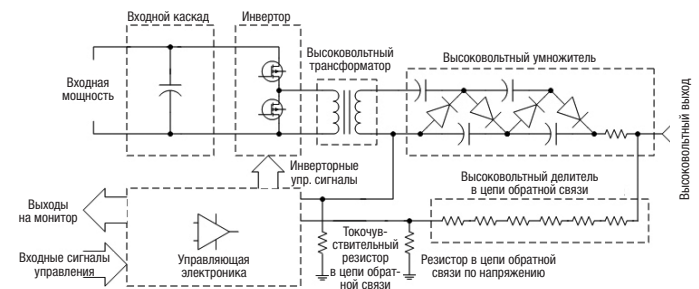 Входной каскад
Инвертор
Высоковольтный
трансформатор
Высоковольтный умножитель
Входная
мощность
Высоковольтный выход
Инверторные
упр. сигналы
Высоковольтный делитель
в цепи обратной связи
Выходы
на монитор
Входные сигналы
управления
Управляющая
электроника
Токочув-
ствительный
резистор
в цепи обрат-
ной связи
Резистор в цепи обратной
связи по напряжению